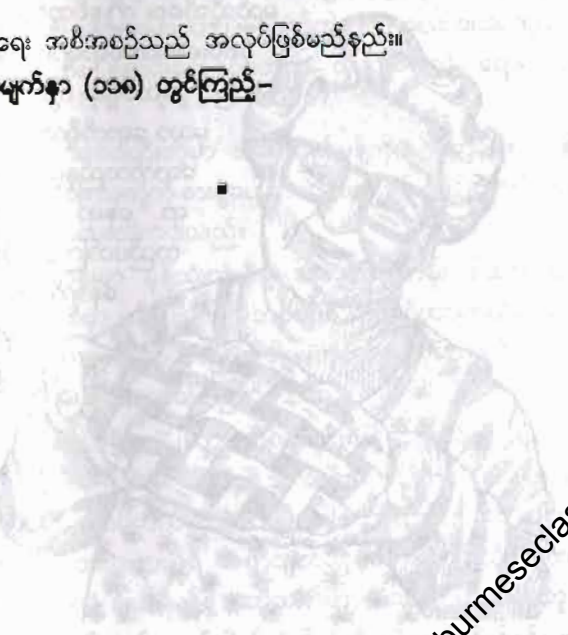 ရေး အစီအစဉ်သည် အလုပ်ဖြစ်မည်နည်း။
မျက်နှာ (၁၁၈) တွင်ကြည့်–
burmeseclas